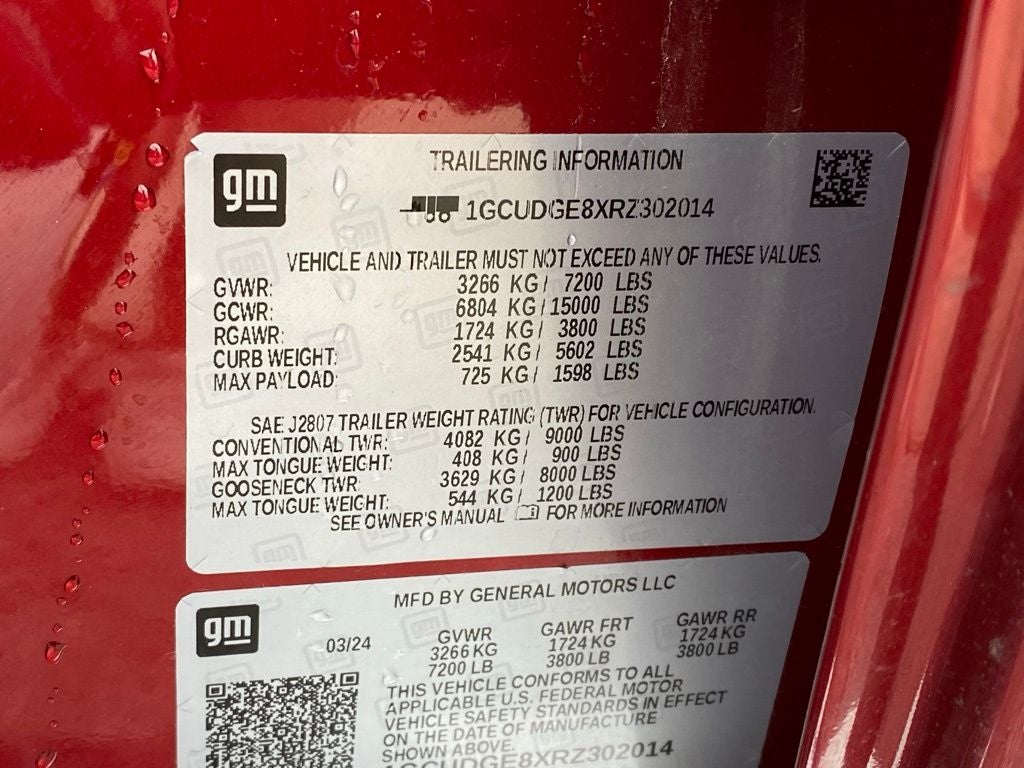 gm
TRAILERING INFORMATION
1GCUDGE8XRZ302014
VEHICLE AND TRAILER MUST NOT EXCEED ANY OF THESE VALUES.
GVWR: 3266 KG/ 7200 LBS
GCWR: 6804 KG/15000 LBS
RGAWR: 1724 KG/ 3800 LBS
CURB WEIGHT: 2541 KG/ 5602 LBS
MAX PAYLOAD: 725 KG/ 1598 LBS
SAE J2807 TRAILER WEIGHT RATING (TWR) FOR VEHICLE CONFIGURATION.
CONVENTIONAL TWR: 4082 KG/ 9000 LBS
MAX TONGUE WEIGHT: 408 KG/ 900 LBS
GOOSENECK TWR: 3629 KG/ 8000 LBS
MAX TONGUE WEIGHT: 544 KG/ 1200 LBS
SEE OWNER'S MANUAL FOR MORE INFORMATION
gm
MFD BY GENERAL MOTORS LLC
03/24 GVWR GAWR FRT GAWR RR
3266 KG 1724 KG 1724 KG
7200 LB 3800 LB 3800 LB
THIS VEHICLE CONFORMS TO ALL
APPLICABLE U.S. FEDERAL MOTOR
VEHICLE SAFETY STANDARDS IN EFFECT
ON THE DATE OF MANUFACTURE
SHOWN ABOVE.
1GCUDGE8XRZ302014